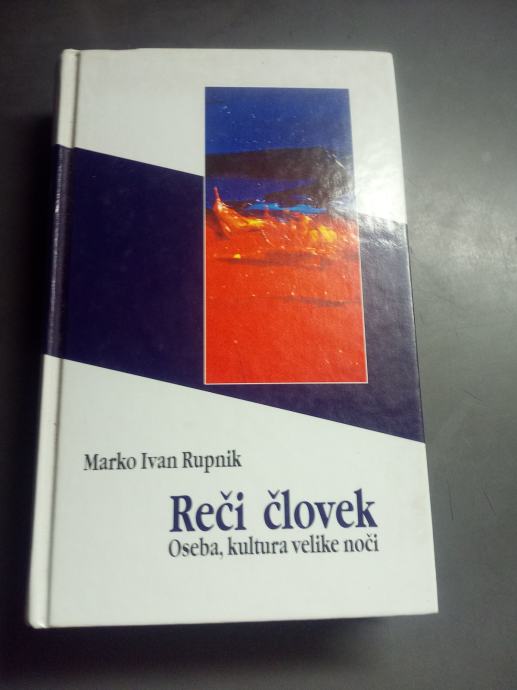 Marko Ivan Rupnik
Reči človek
Oseba, kultura velike noči